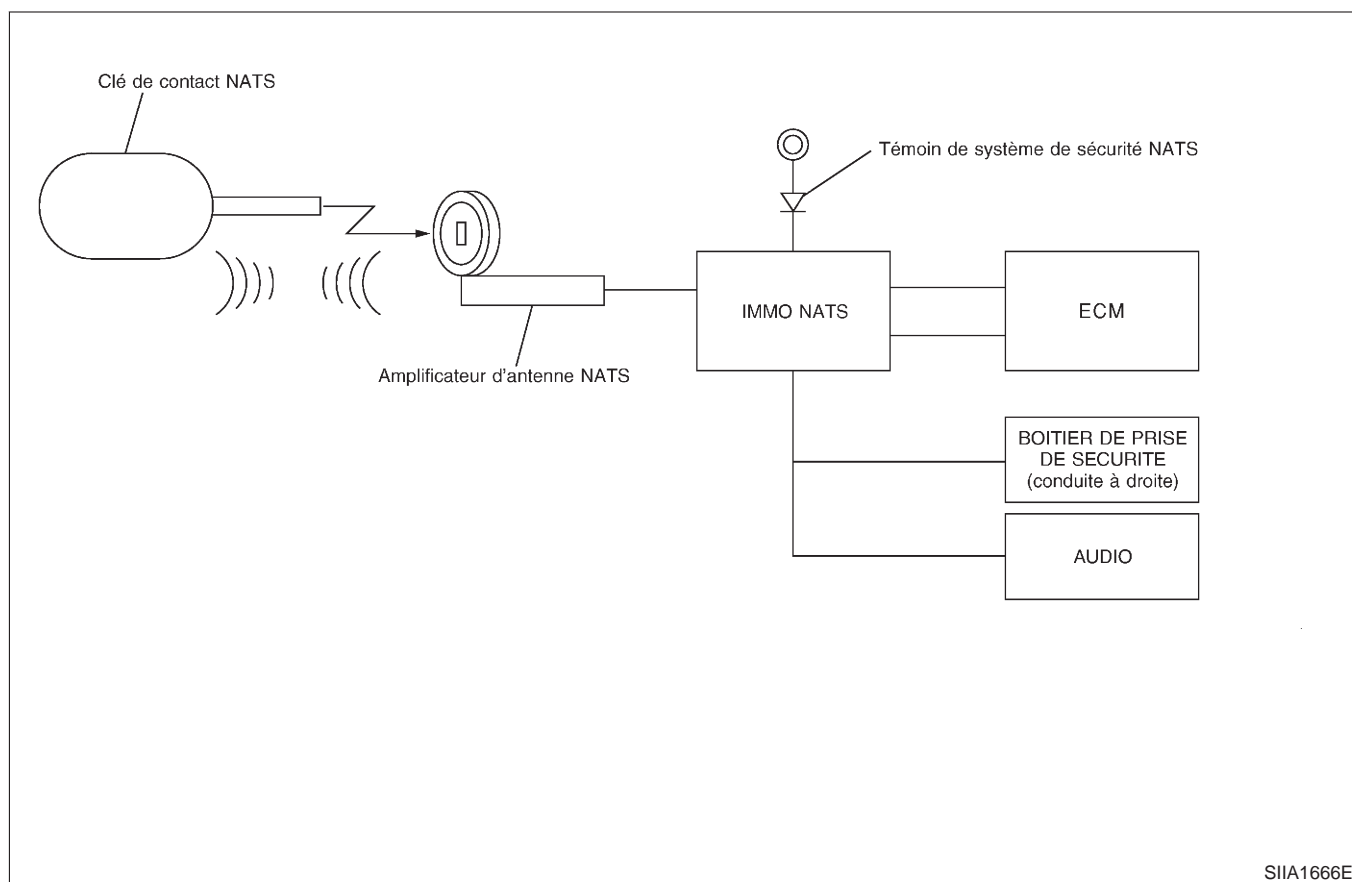 Clé de contact NATS
Témoin de système de sécurité NATS
IMMO NATS
ECM
Amplificateur d'antenne NATS
BOITIER DE PRISE
DE SECURITE
(conduite à droite)
AUDIO
SIIA1666E